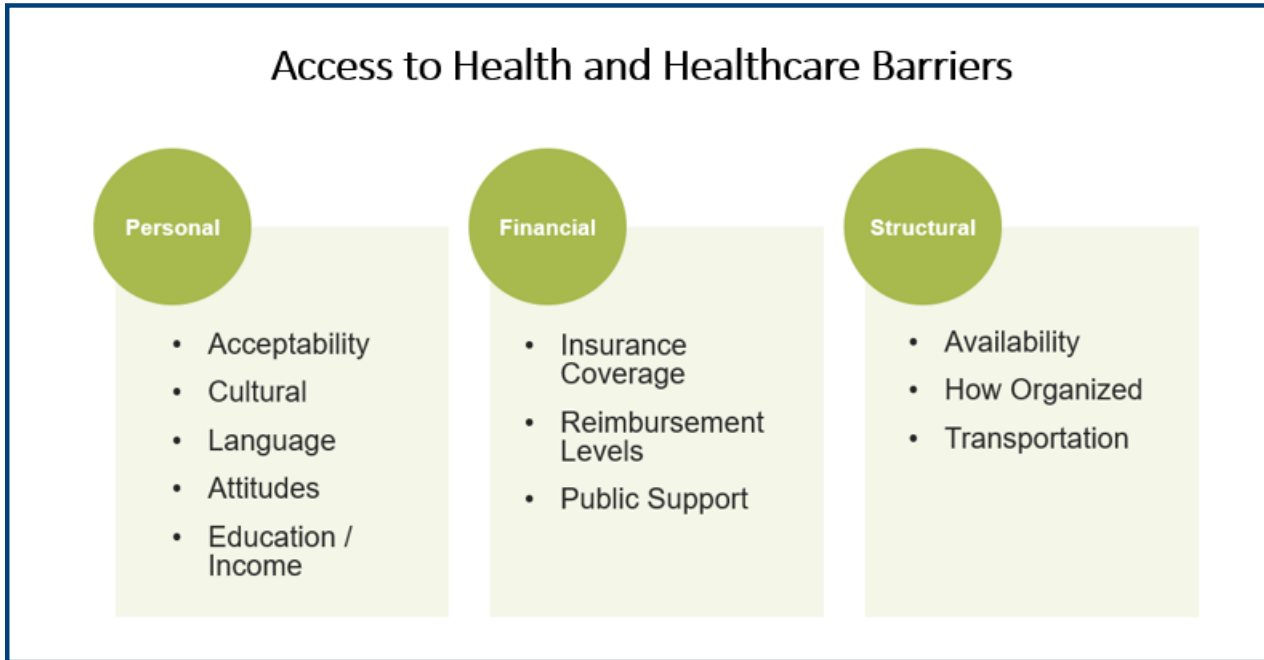 Access to Health and Healthcare Barriers
Personal
• Acceptability
• Cultural
• Language
• Attitudes
• Education /
Income
Financial
• Insurance
Coverage
• Reimbursement
Levels
• Public Support
Structural
• Availability
• How Organized
• Transportation